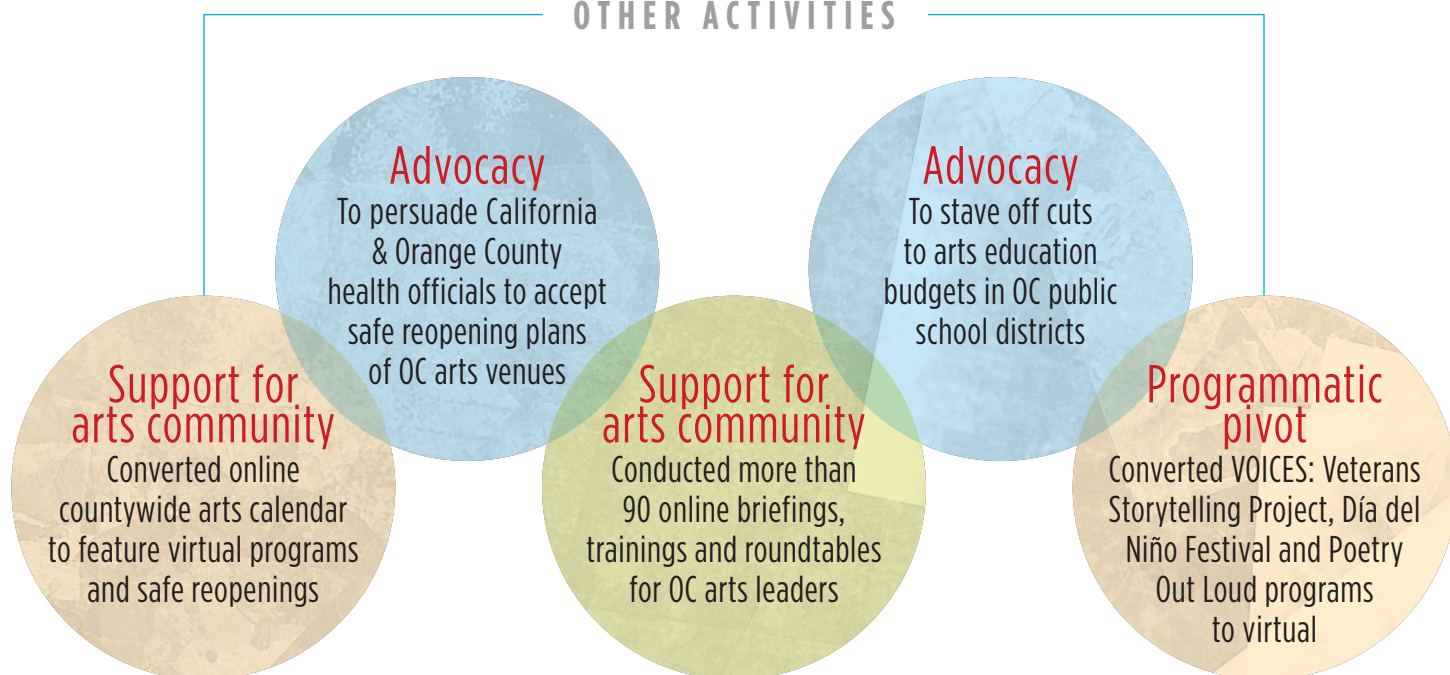 OTHER ACTIVITIES
Support for
arts community
Converted online
countywide arts calendar
to feature virtual programs
and safe reopenings
Advocacy
To persuade California
& Orange County
health officials to accept
safe reopening plans
of OC arts venues
Support for
arts community
Conducted more than
90 online briefings,
trainings and roundtables
for OC arts leaders
Advocacy
To stave off cuts
to arts education
budgets in OC public
school districts
Programmatic
pivot
Converted VOICES: Veterans
Storytelling Project, Día del
Niño Festival and Poetry
Out Loud programs
to virtual